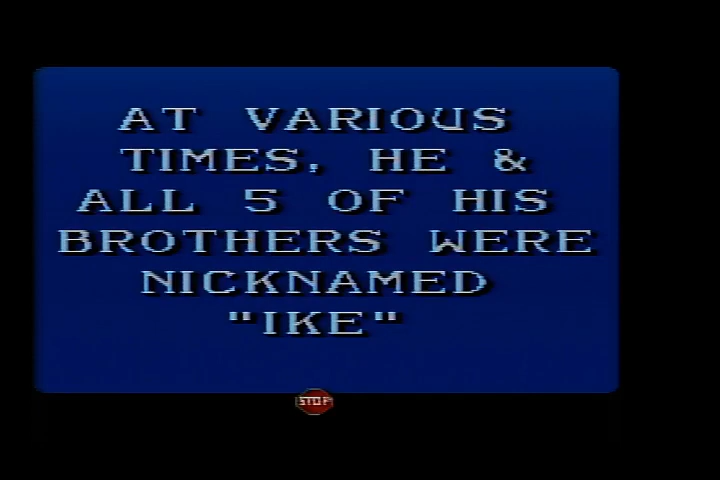 AT VARIOUS
TIMES, HE &
ALL 5 OF HIS
BROTHERS WERE
NICKNAMED
"IKE"
STOP